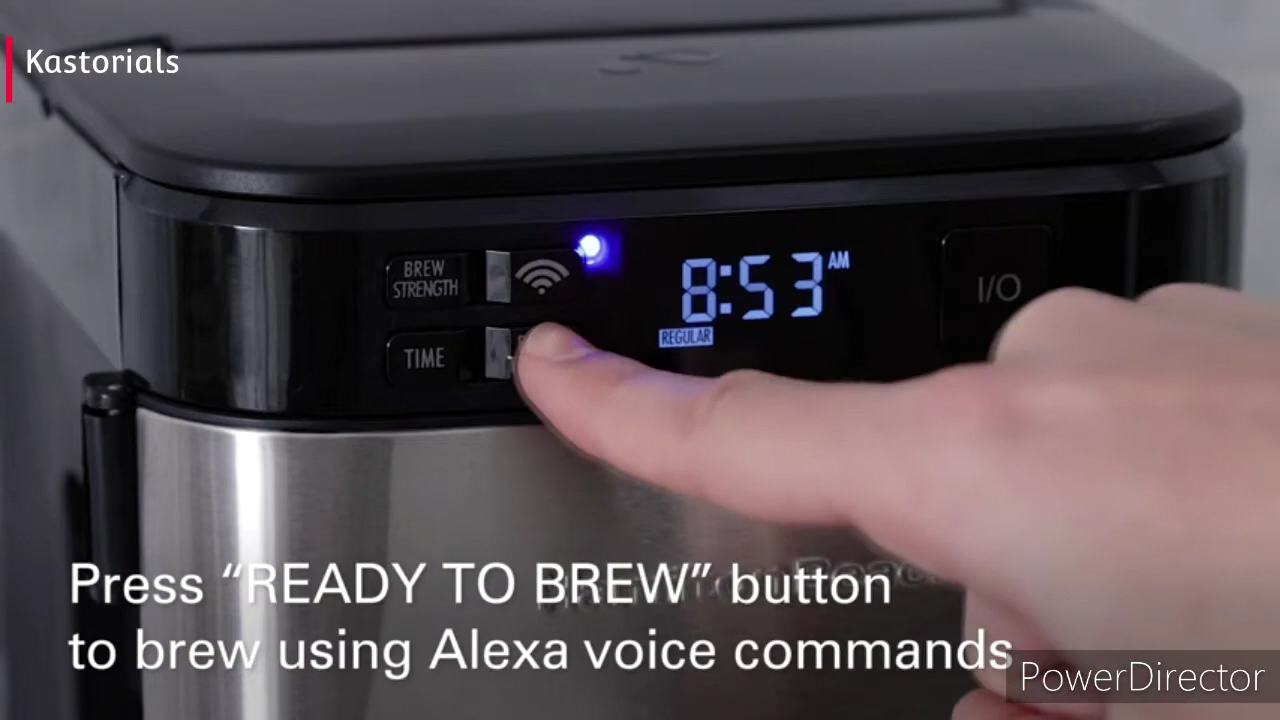 Kastorials
BREW
STRENGTH
8:53 AM
REGULAR
I/O
TIME
Press “READY TO BREW” button
to brew using Alexa voice commands
PowerDirector